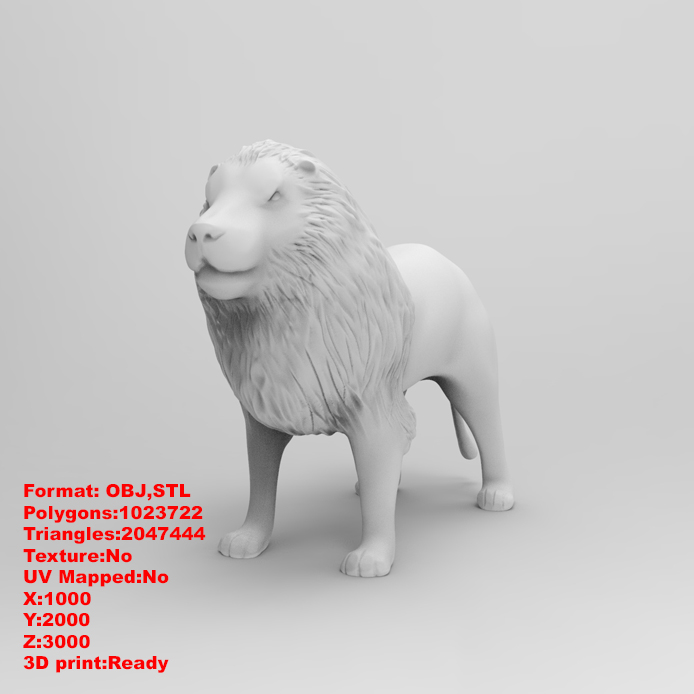 Format: OBJ,STL
Polygons:1023722
Triangles:2047444
Texture:No
UV Mapped:No
X:1000
Y:2000
Z:3000
3D print:Ready